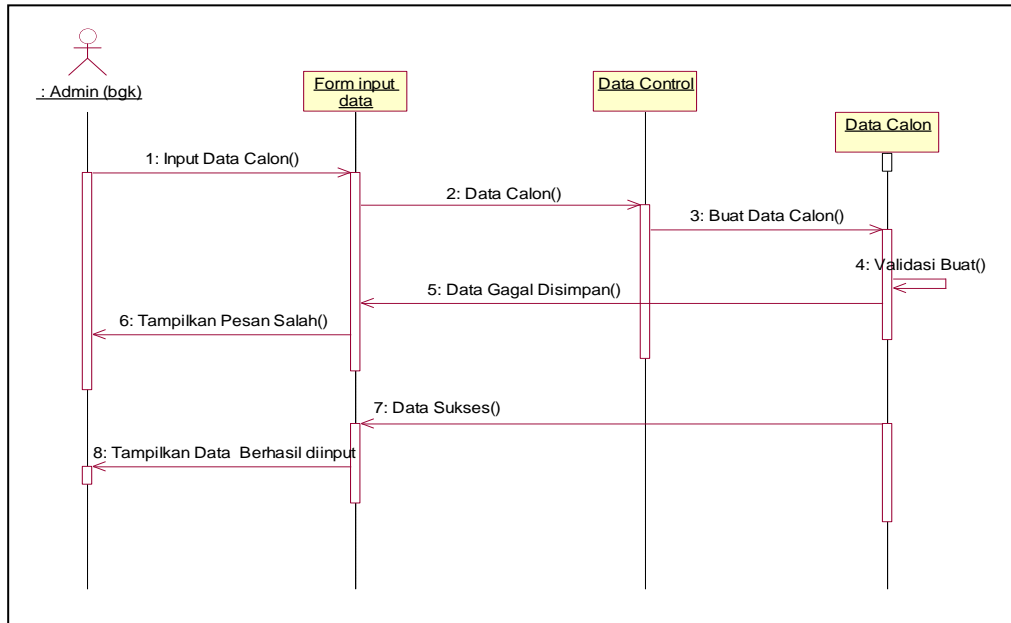 : Admin (bgk)
Form input
data
Data Control
Data Calon
1: Input Data Calon()
2: Data Calon()
3: Buat Data Calon()
4: Validasi Buat()
5: Data Gagal Disimpan()
6: Tampilkan Pesan Salah()
7: Data Sukses()
8: Tampilkan Data Berhasil diinput